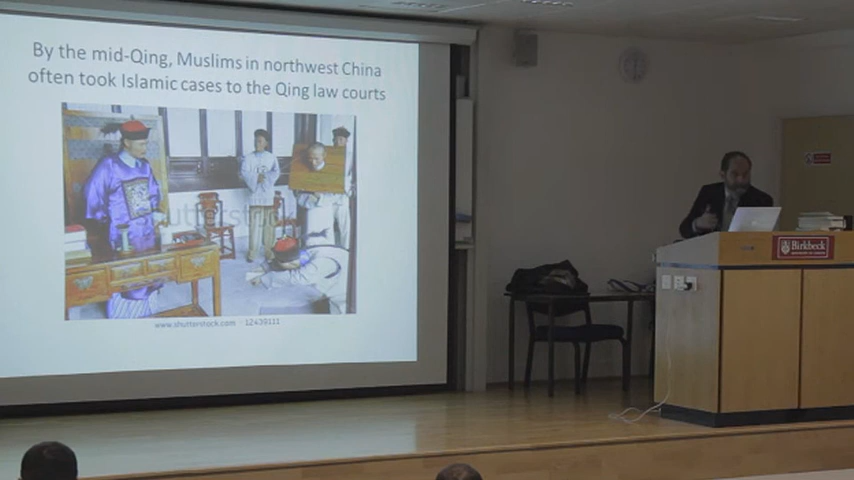 By the mid-Qing, Muslims in northwest China
often took Islamic cases to the Qing law courts
shutterstock
www.shutterstock.com · 12439111
Birkbeck